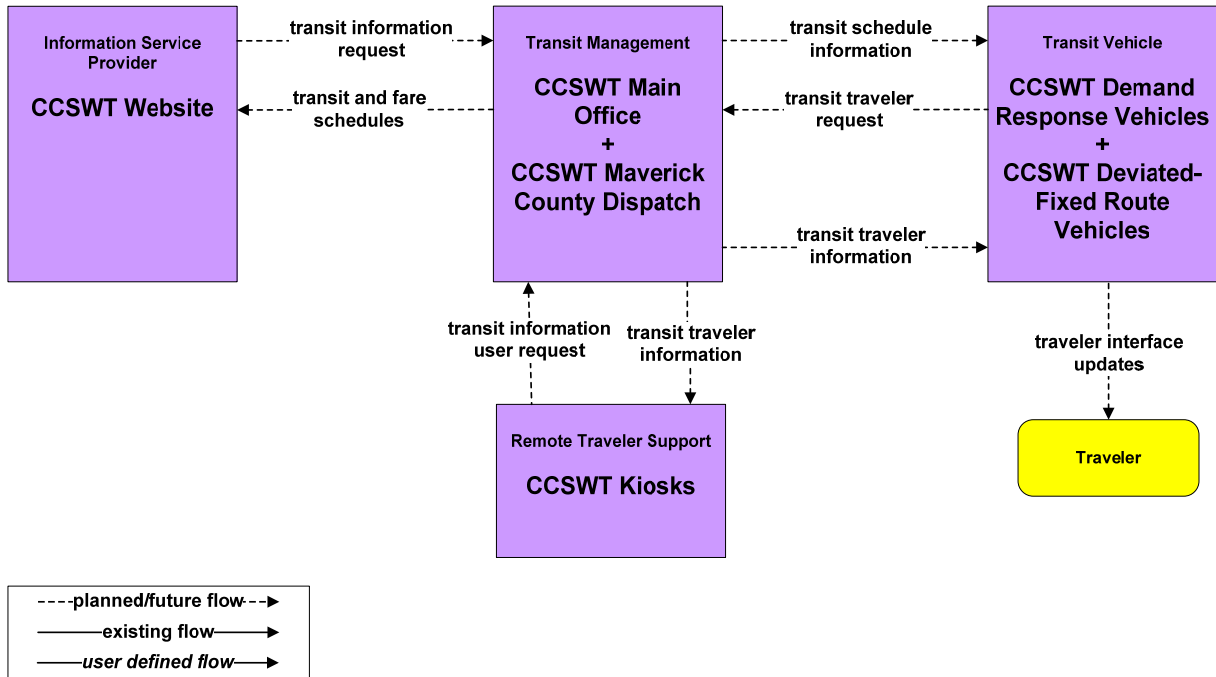 Information Service
Provider
CCSWT Website
transit information
request
transit and fare
schedules
Transit Management
CCSWT Main
Office
+
CCSWT Maverick
County Dispatch
transit schedule
information
transit traveler
request
transit traveler
information
Transit Vehicle
CCSWT Demand
Response Vehicles
+
CCSWT Deviated-
Fixed Route
Vehicles
transit information
user request
transit traveler
information
traveler interface
updates
Remote Traveler Support
CCSWT Kiosks
Traveler
planned/future flow
existing flow
user defined flow